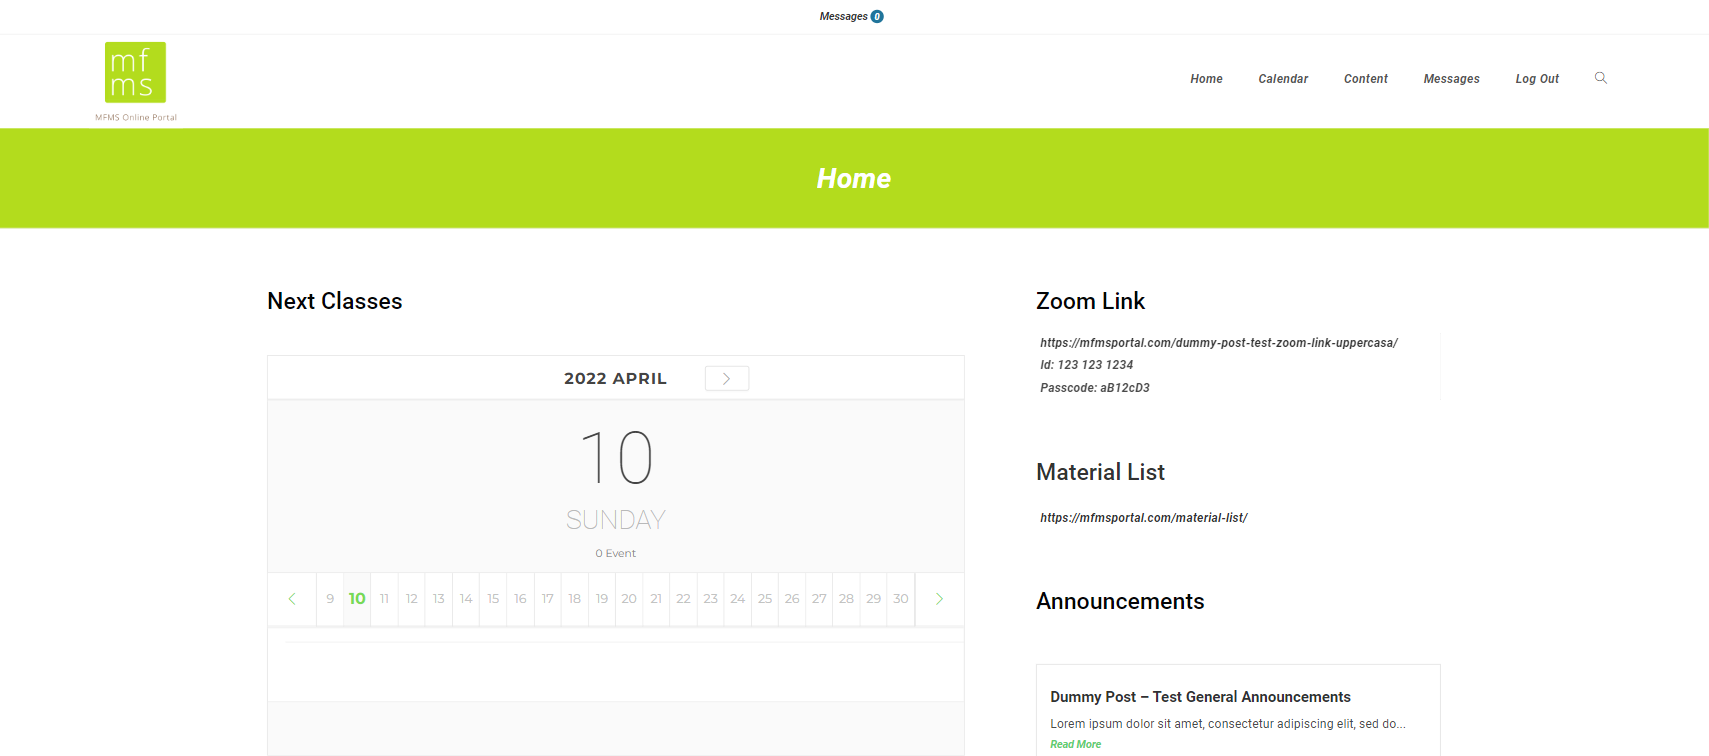 Messages 0
mf
ms
MFMS Online Portal
Home
Calendar
Content
Messages
Log Out
Home
Next Classes
2022 APRIL
10
SUNDAY
0 Event
9 10 11 12 13 14 15 16 17 18 19 20 21 22 23 24 25 26 27 28 29 30
Zoom Link
https://mfmsportal.com/dummy-post-test-zoom-link-uppercasa/
Id: 123 123 1234
Passcode: aB12cD3
Material List
https://mfmsportal.com/material-list/
Announcements
Dummy Post – Test General Announcements
Lorem ipsum dolor sit amet, consectetur adipiscing elit, sed do...
Read More